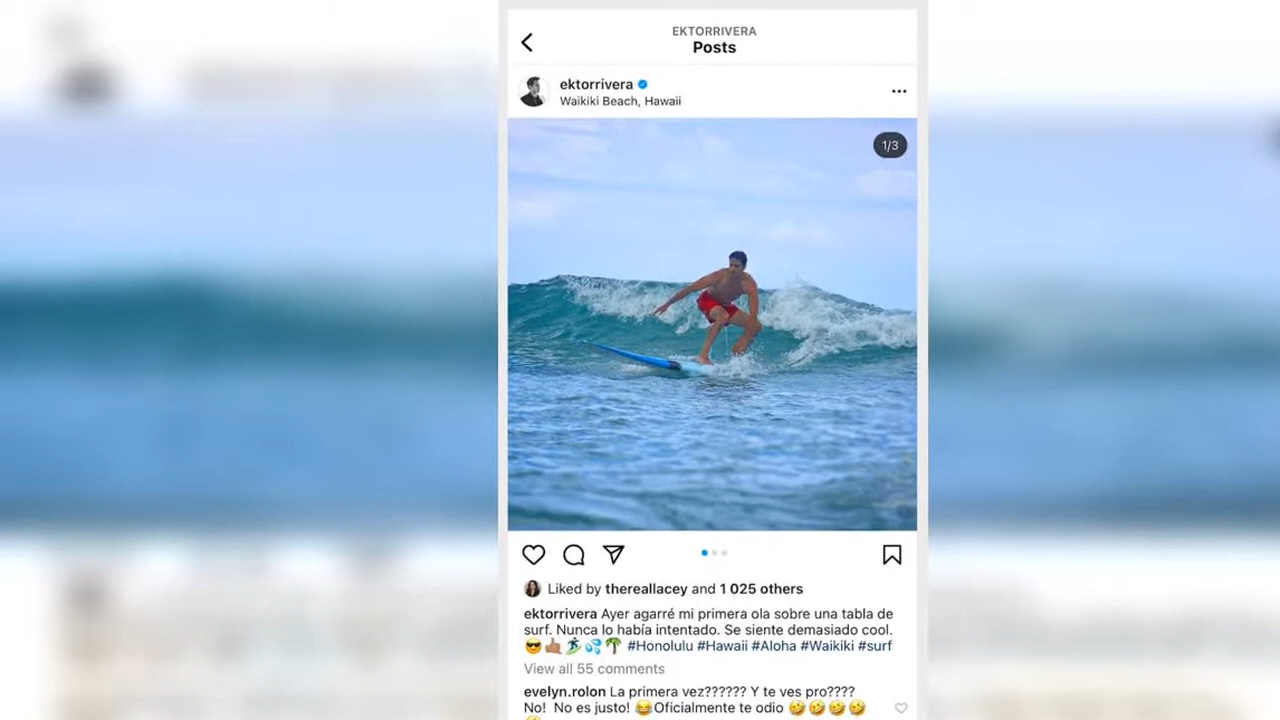 EKTORRIVERA
Posts
ektorrivera
Waikiki Beach, Hawaii
1/3
Liked by thereallacey and 1 025 others
ektorrivera Ayer agarré mi primera ola sobre una tabla de
surf. Nunca lo había intentado. Se siente demasiado cool.
😎🤙🏽🏄‍♂️💦🌴 #Honolulu #Hawaii #Aloha #Waikiki #surf
View all 55 comments
evelyn.rolon La primera vez?????? Y te ves pro????
No! No es justo! 😂Oficialmente te odio 🤣🤣🤣🤣